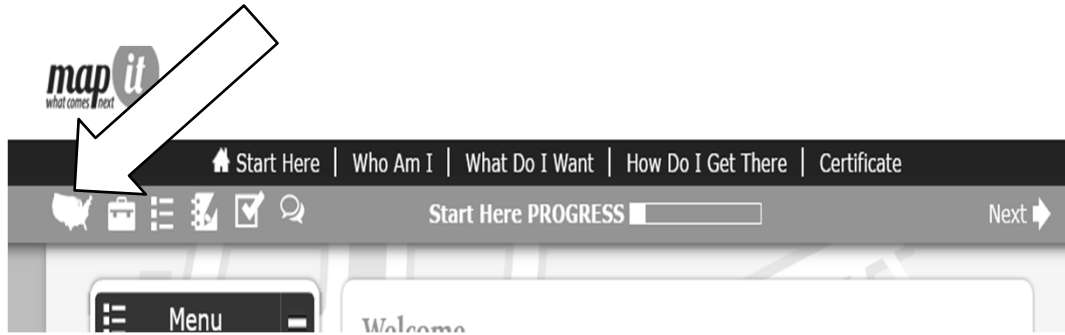 map it
what comes next
Start Here | Who Am I | What Do I Want | How Do I Get There | Certificate
Start Here PROGRESS
Next
Menu
Welcome